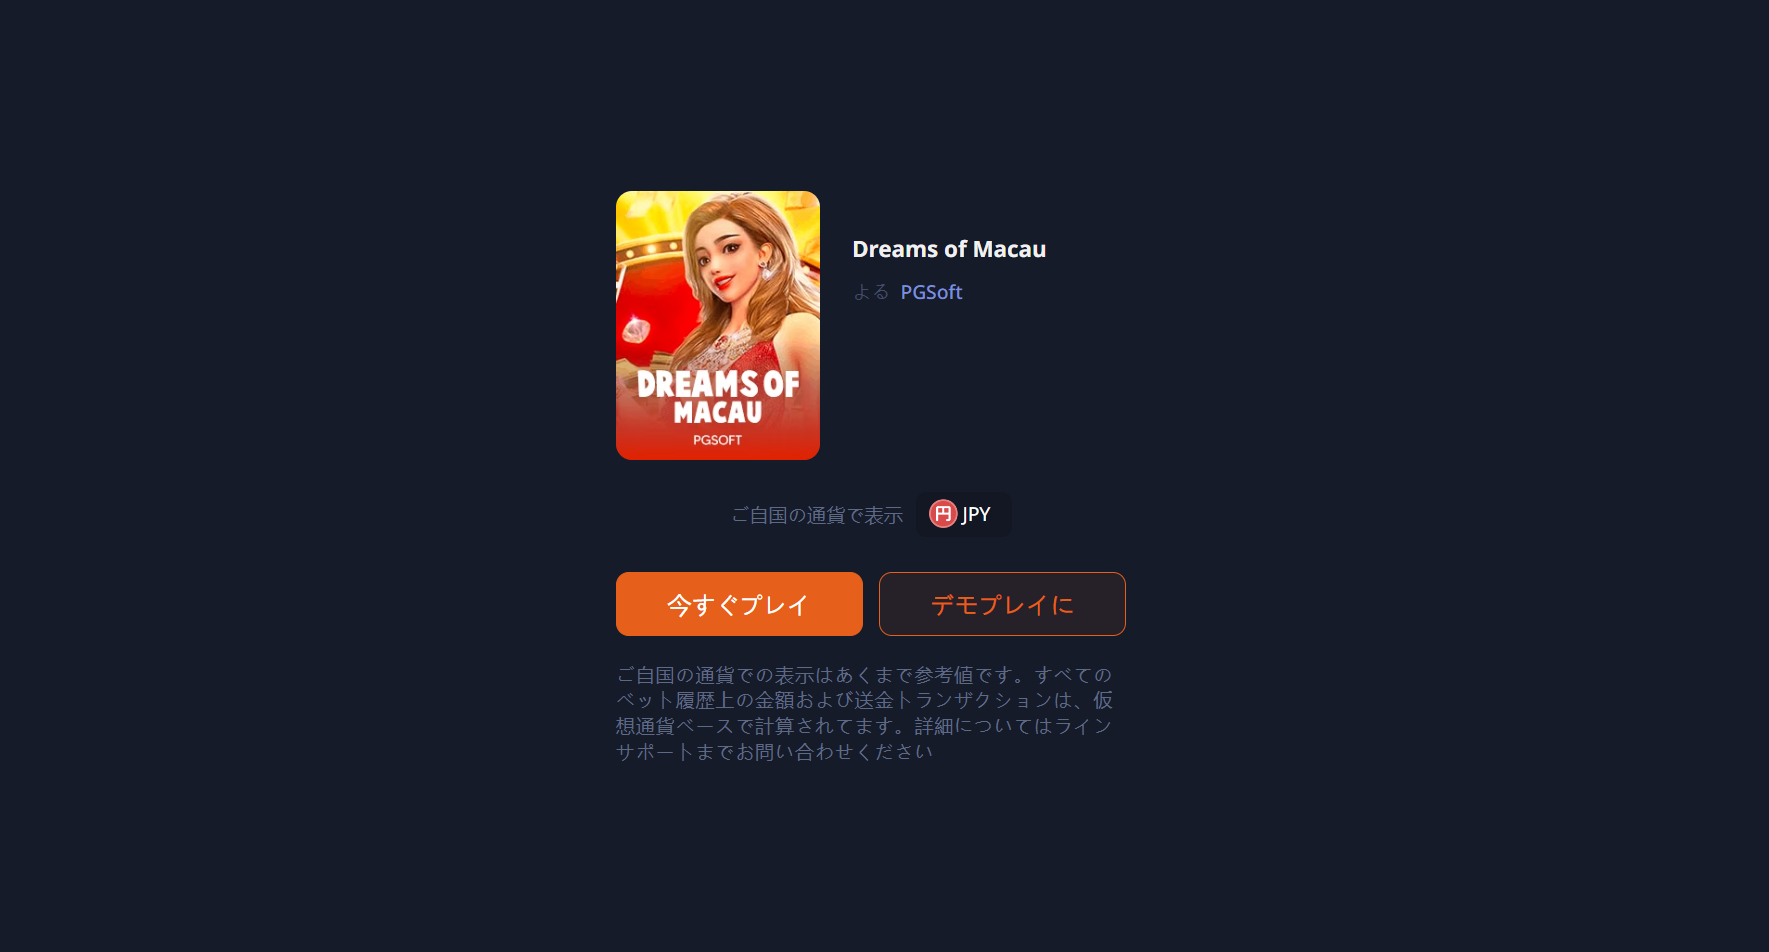 DREAMS OF
MACAU
PGSOFT
Dreams of Macau
よる PGSoft
ご自国の通貨で表示 円 JPY
今すぐプレイ
デモプレイに
ご自国の通貨での表示はあくまで参考値です。すべての
ベット履歴上の金額および送金トランザクションは、仮
想通貨ベースで計算されてます。詳細についてはライン
サポートまでお問い合わせください